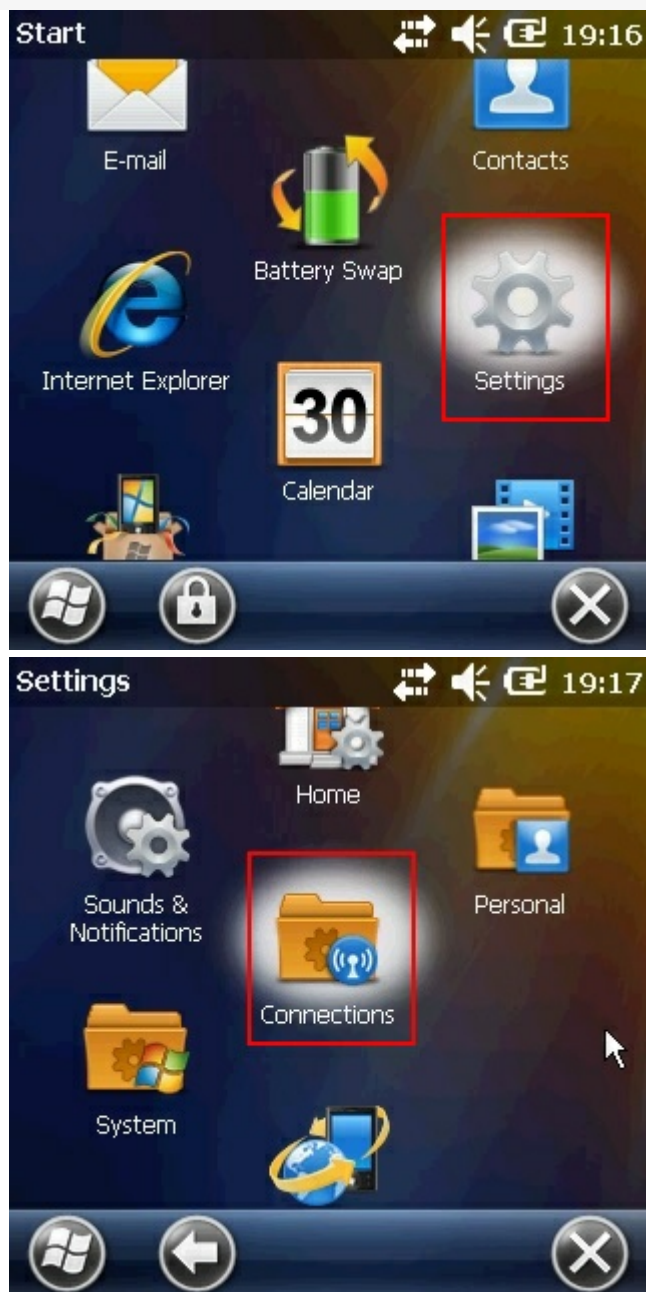 Start
19:16
E-mail
Contacts
Battery Swap
Internet Explorer
Settings
30
Calendar
Settings
19:17
Home
Sounds &
Notifications
Personal
Connections
System